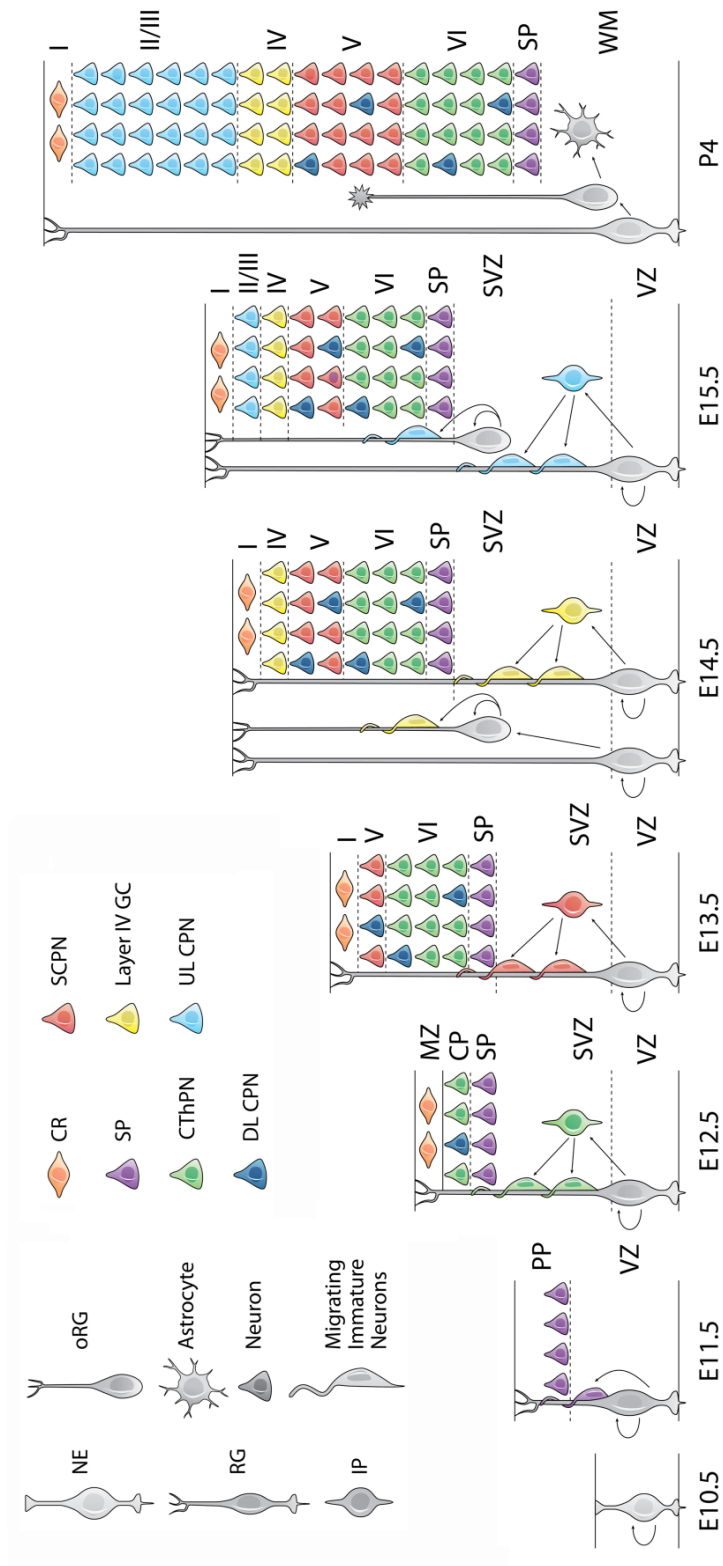 NE
RG
IP
oRG
Astrocyte
Neuron
Migrating
Immature
Neurons
CR
SP
CThPN
DL CPN
SCPN
Layer IV GC
UL CPN
E10.5
PP
VZ
E11.5
MZ
CP
SP
SVZ
VZ
E12.5
I
V
VI
SP
SVZ
VZ
E13.5
I
IV
V
VI
SP
SVZ
VZ
E14.5
I
II/III
IV
V
VI
SP
SVZ
VZ
E15.5
I
II/III
IV
V
VI
SP
WM
P4